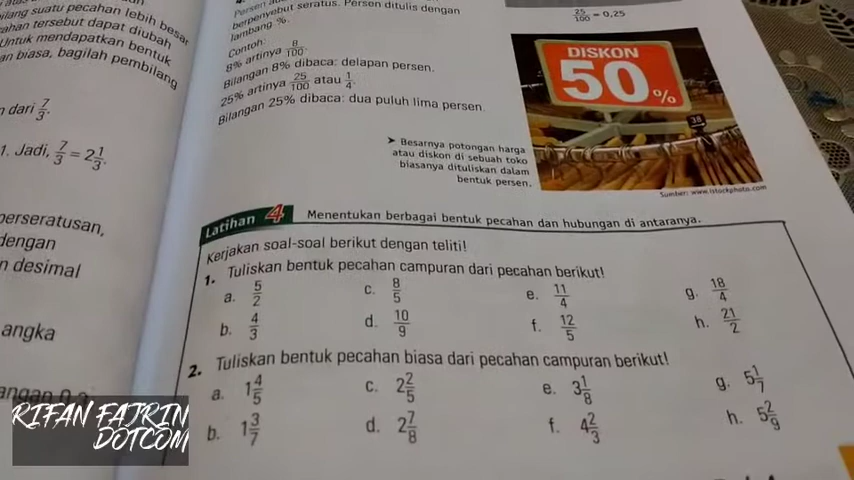 ilang suatu pecahan lebih besar
ahan tersebut dapat diubah
Untuk mendapatkan bentuk
an biasa, bagilah pembilang
dari 7/3.
1. Jadi, 7/3 = 2 1/3.
perseratusan,
dengan
n desimal
angka
berpenyebut seratus. Persen ditulis dengan
lambang %.
Contoh:
8% artinya 8/100.
Bilangan 8% dibaca: delapan persen.
25% artinya 25/100 atau 1/4.
Bilangan 25% dibaca: dua puluh lima persen.
25/100 = 0,25
DISKON
50%
38
➤ Besarnya potongan harga
atau diskon di sebuah toko
biasanya dituliskan dalam
bentuk persen.
Sumber: www.istockphoto.com
Latihan 4 Menentukan berbagai bentuk pecahan dan hubungan di antaranya.
Kerjakan soal-soal berikut dengan teliti!
1. Tuliskan bentuk pecahan campuran dari pecahan berikut!
a. 5/2 c. 8/5 e. 11/4 g. 18/4
b. 4/3 d. 10/9 f. 12/5 h. 21/2
2. Tuliskan bentuk pecahan biasa dari pecahan campuran berikut!
a. 1 4/5 c. 2 2/5 e. 3 1/8 g. 5 1/7
b. 1 3/7 d. 2 7/8 f. 4 2/3 h. 5 2/9
RIFAN FAJRIN
DOTCOM